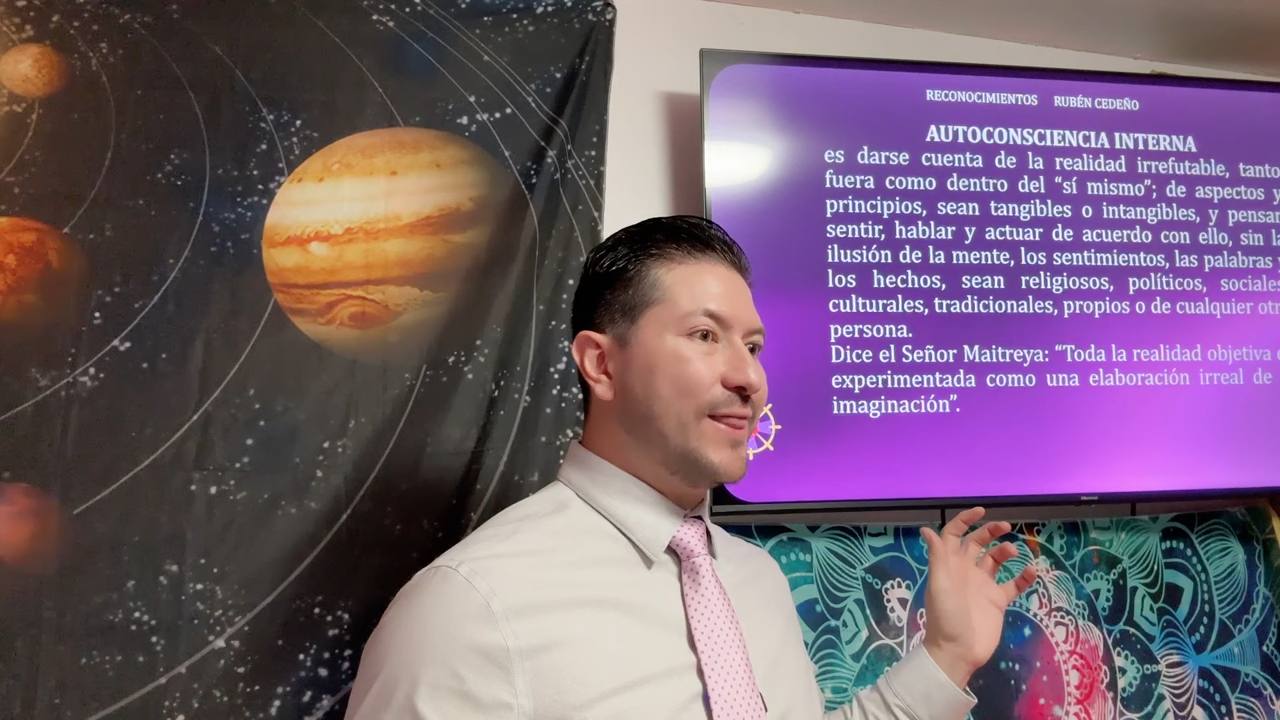 RECONOCIMIENTOS RUBÉN CEDEÑO
AUTOCONSCIENCIA INTERNA
es darse cuenta de la realidad irrefutable, tanto
fuera como dentro del “sí mismo”; de aspectos y
principios, sean tangibles o intangibles, y pensar
sentir, hablar y actuar de acuerdo con ello, sin la
ilusión de la mente, los sentimientos, las palabras y
los hechos, sean religiosos, políticos, sociales
culturales, tradicionales, propios o de cualquier otr
persona.
Dice el Señor Maitreya: “Toda la realidad objetiva
experimentada como una elaboración irreal de
imaginación”.